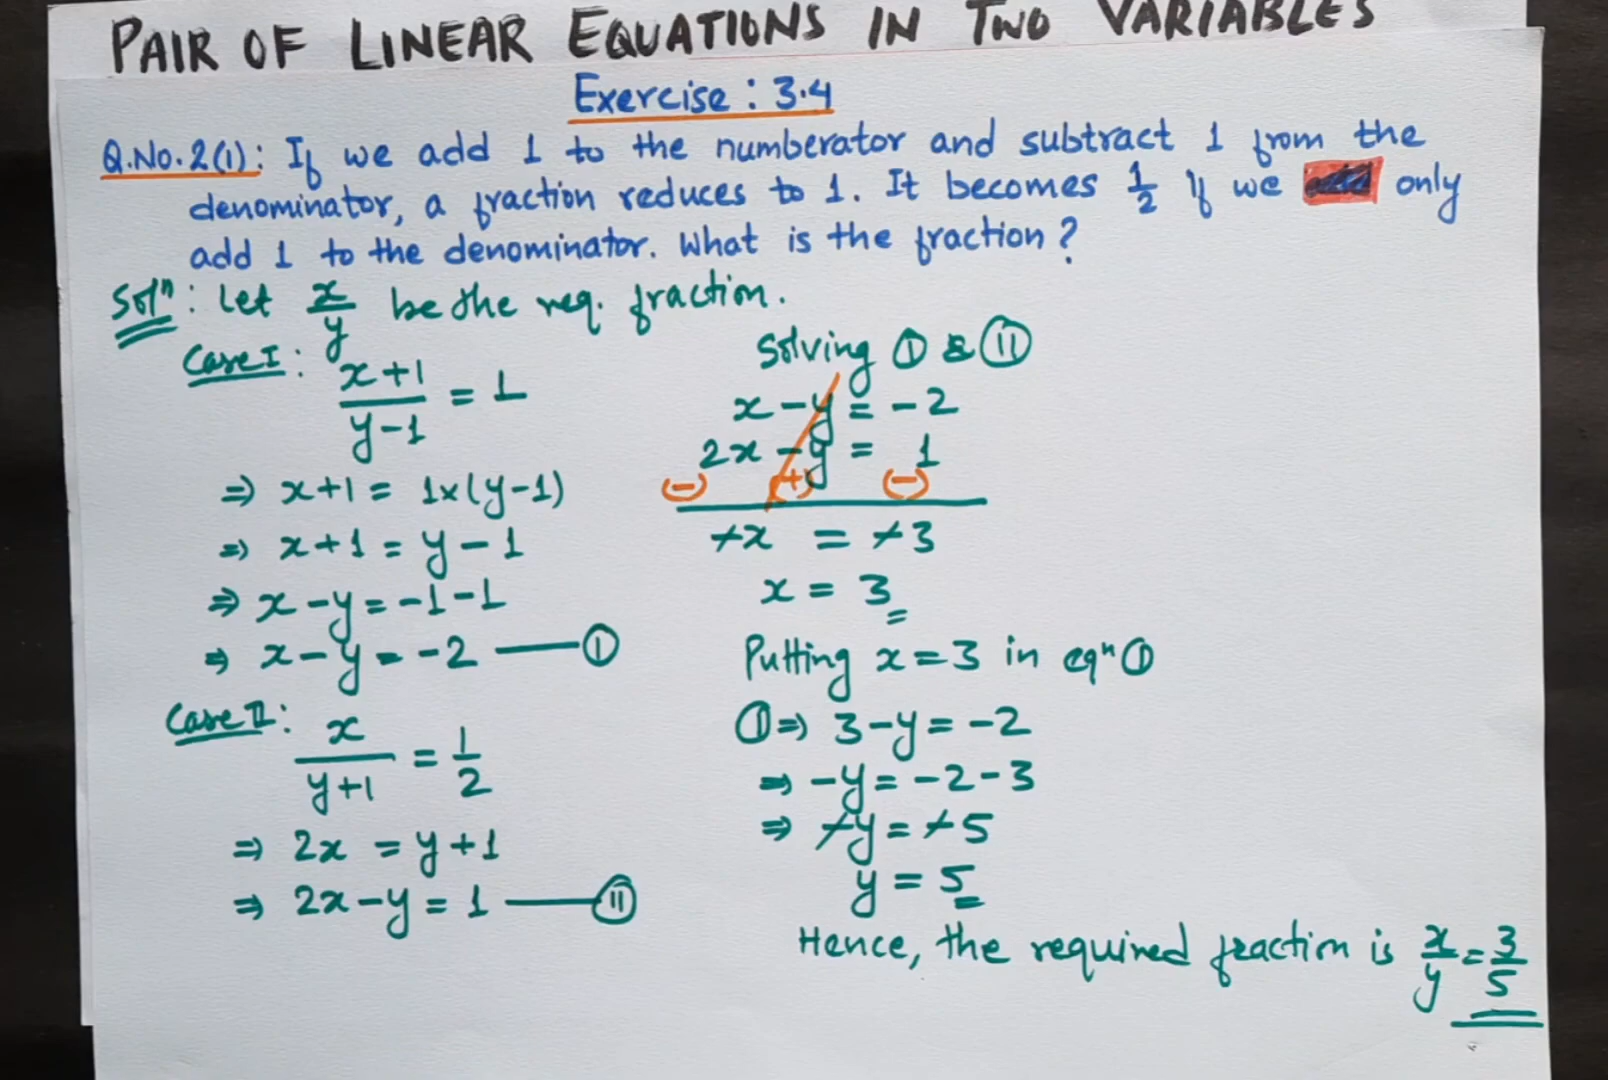 PAIR OF LINEAR EQUATIONS IN TWO VARIABLES
Exercise : 3.4
Q.No.2(1): If we add 1 to the numberator and subtract 1 from the
denominator, a fraction reduces to 1. It becomes 1/2 If we only
add 1 to the denominator. What is the fraction?
Solⁿ: Let x/y be the req. fraction.
Case I: (x+1)/(y-1) = 1
⇒ x+1 = 1×(y-1)
⇒ x+1 = y-1
⇒ x-y = -1-1
⇒ x-y = -2 — Ⓘ
Case II: x/(y+1) = 1/2
⇒ 2x = y+1
⇒ 2x-y = 1 — (II)
Solving Ⓘ & (II)
x-y = -2
2x-y = 1
(-) (+) (-)
-x = -3
x = 3
Putting x=3 in eqⁿ Ⓘ
Ⓘ⇒ 3-y = -2
⇒ -y = -2-3
⇒ -y = -5
y = 5
Hence, the required fraction is x/y = 3/5